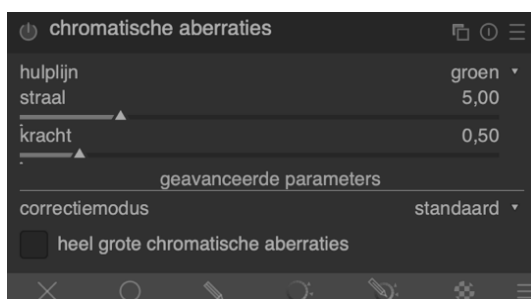 chromatische aberraties
hulplijn groen
straal 5,00
kracht 0,50
geavanceerde parameters
correctiemodus standaard
heel grote chromatische aberraties